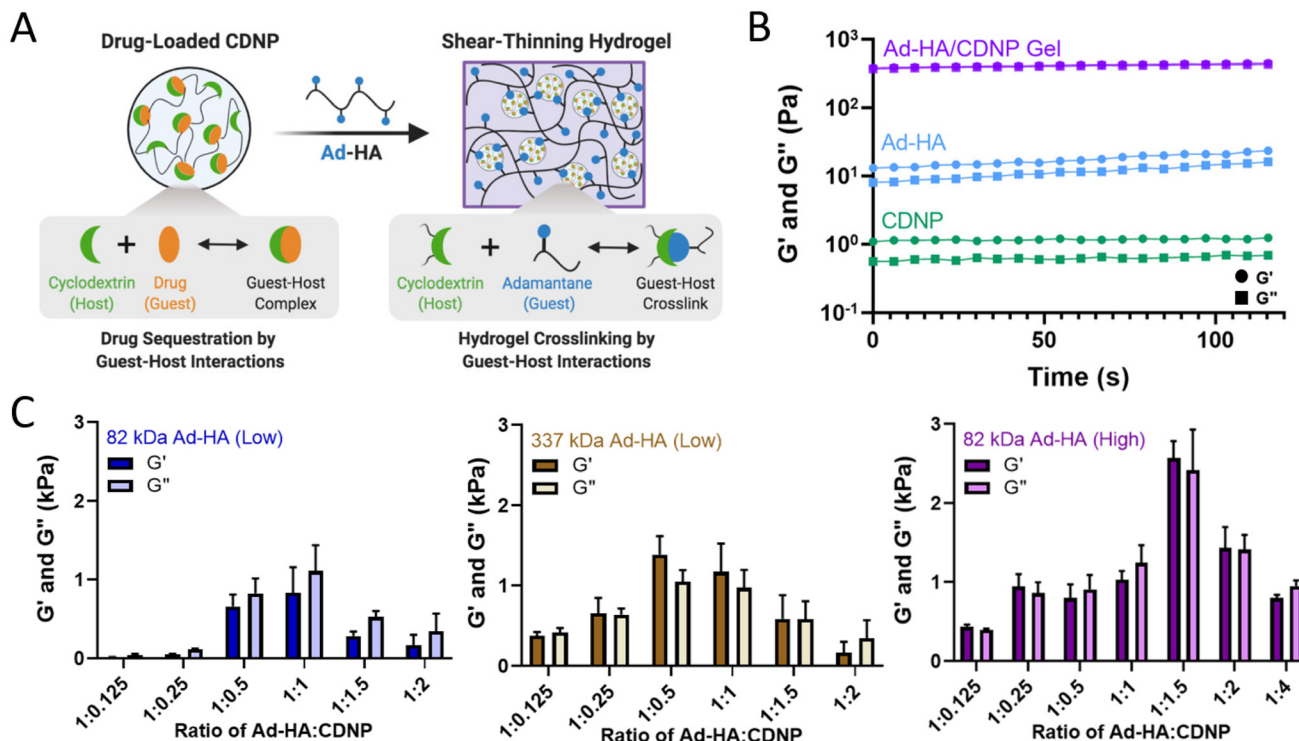 A
Drug-Loaded CDNP
Shear-Thinning Hydrogel
Ad-HA
Cyclodextrin
(Host)
Drug
(Guest)
Guest-Host
Complex
Cyclodextrin
(Host)
Adamantane
(Guest)
Guest-Host
Crosslink
Drug Sequestration by
Guest-Host Interactions
Hydrogel Crosslinking by
Guest-Host Interactions
B
G' and G" (Pa)
10³
10²
10¹
10⁰
10⁻¹
Ad-HA/CDNP Gel
Ad-HA
CDNP
G'
G"
0 50 100
Time (s)
C
G' and G" (kPa)
3
2
1
0
82 kDa Ad-HA (Low)
G'
G"
1:0.125 1:0.25 1:0.5 1:1 1:1.5 1:2
Ratio of Ad-HA:CDNP
G' and G" (kPa)
3
2
1
0
337 kDa Ad-HA (Low)
G'
G"
1:0.125 1:0.25 1:0.5 1:1 1:1.5 1:2
Ratio of Ad-HA:CDNP
G' and G" (kPa)
3
2
1
0
82 kDa Ad-HA (High)
G'
G"
1:0.125 1:0.25 1:0.5 1:1 1:1.5 1:2 1:4
Ratio of Ad-HA:CDNP